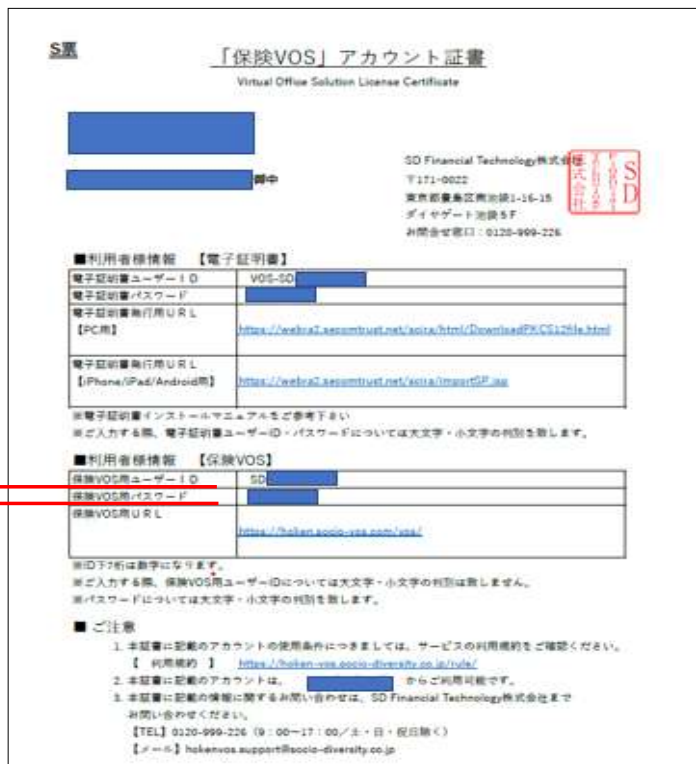 S票
「保険VOS」アカウント証書
Virtual Office Solution License Certificate
御中
SD Financial Technology株式会社
〒171-0022
東京都豊島区南池袋1-16-15
ダイヤゲート池袋5F
お問合せ窓口：0120-999-226
■利用者様情報 【電子証明書】
電子証明書ユーザーID VOS-SD
電子証明書パスワード
電子証明書発行用URL
【PC用】 https://webra2.secomtrust.net/scira/html/DownloadPKCS12file.html
電子証明書発行用URL
【iPhone/iPad/Android用】 https://webra2.secomtrust.net/scira/importSP.jsp
※電子証明書インストールマニュアルをご参考下さい
※ご入力する際、電子証明書ユーザーID・パスワードについては大文字・小文字の判別を致します。
■利用者様情報 【保険VOS】
保険VOS用ユーザーID SD
保険VOS用パスワード
保険VOS用URL
https://hoken.socio-vos.com/vos/
※ID下7桁は数字になります。
※ご入力する際、保険VOS用ユーザーIDについては大文字・小文字の判別は致しません。
※パスワードについては大文字・小文字の判別を致します。
■ ご注意
1. 本証書に記載のアカウントの使用条件につきましては、サービスの利用規約をご確認ください。
【 利用規約 】 https://hoken-vos.socio-diversity.co.jp/rule/
2. 本証書に記載のアカウントは、 からご利用可能です。
3. 本証書に記載の情報に関するお問い合わせは、SD Financial Technology株式会社まで
お問い合わせください。
【TEL】0120-999-226（9：00〜17：00/土・日・祝日除く）
【メール】hokenvos.support@socio-diversity.co.jp